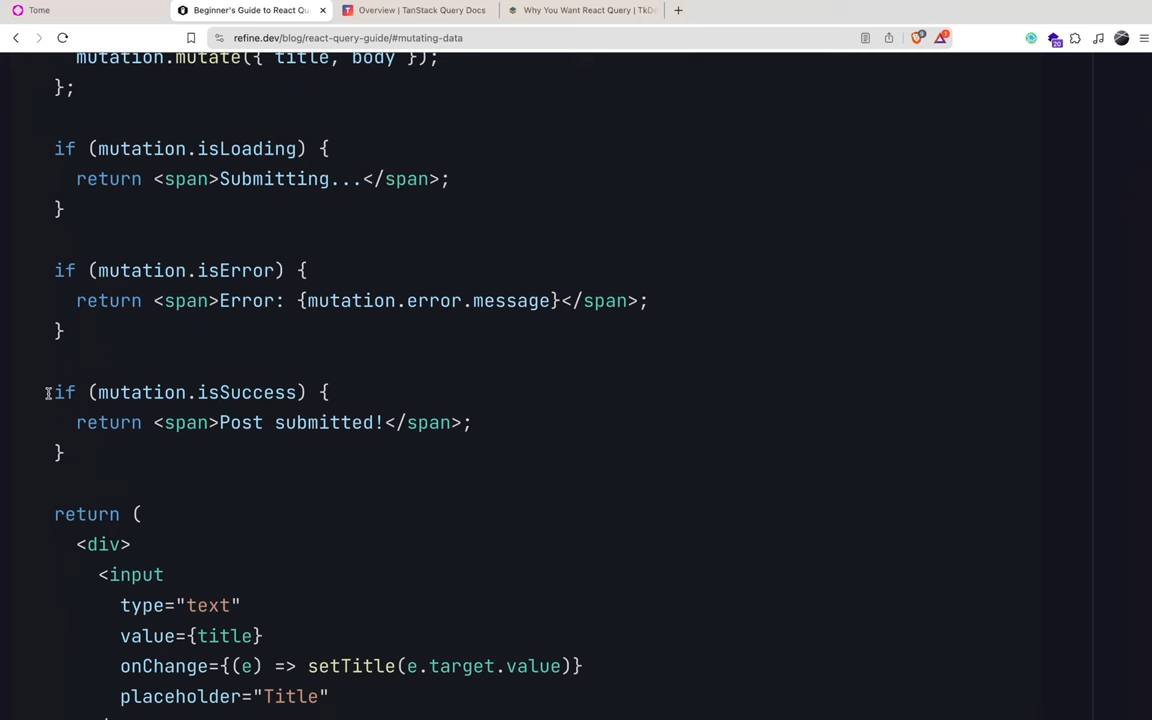 Tome
Beginner's Guide to React Qu
Overview | TanStack Query Docs
Why You Want React Query | TkDo
refine.dev/blog/react-query-guide/#mutating-data
20
mutation.mutate({ title, body });
};
if (mutation.isLoading) {
return <span>Submitting...</span>;
}
if (mutation.isError) {
return <span>Error: {mutation.error.message}</span>;
}
if (mutation.isSuccess) {
return <span>Post submitted!</span>;
}
return (
<div>
<input
type="text"
value={title}
onChange={(e) => setTitle(e.target.value)}
placeholder="Title"